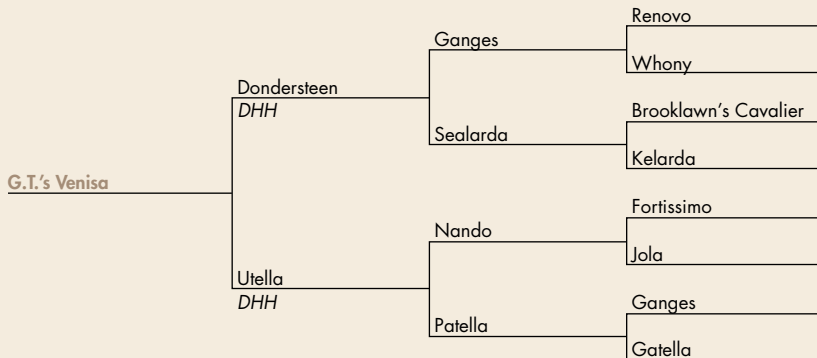 Renovo
Ganges
Whony
Dondersteen
DHH
Brooklawn's Cavalier
Sealarda
Kelarda
G.T.'s Venisa
Fortissimo
Nando
Jola
Utella
DHH
Ganges
Patella
Gatella